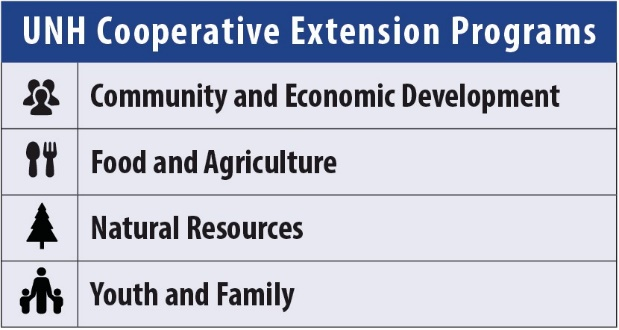 UNH Cooperative Extension Programs
Community and Economic Development
Food and Agriculture
Natural Resources
Youth and Family